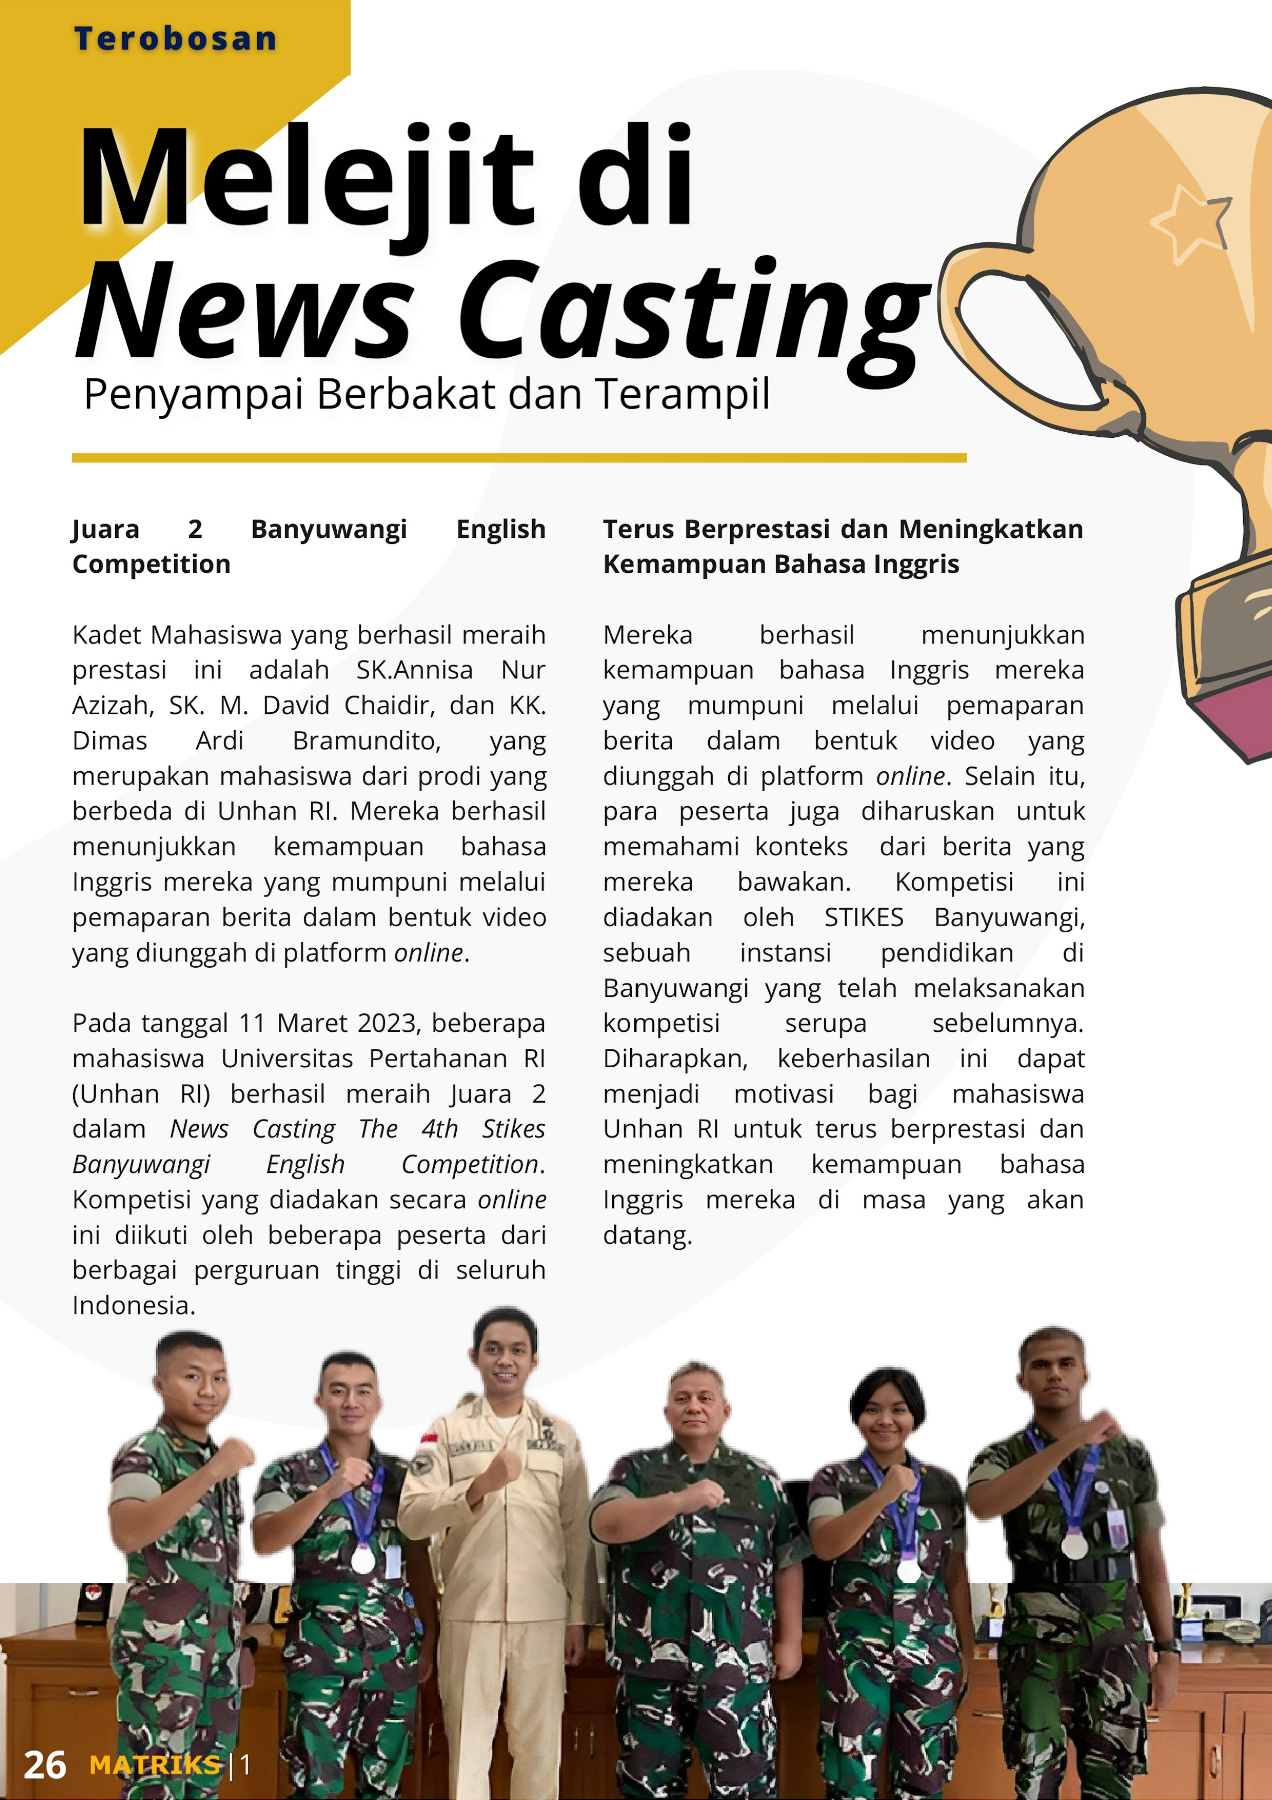 Terobosan
Melejit di
News Casting
Penyampai Berbakat dan Terampil
Juara 2 Banyuwangi English
Competition
Kadet Mahasiswa yang berhasil meraih
prestasi ini adalah SK.Annisa Nur
Azizah, SK. M. David Chaidir, dan KK.
Dimas Ardi Bramundito, yang
merupakan mahasiswa dari prodi yang
berbeda di Unhan RI. Mereka berhasil
menunjukkan kemampuan bahasa
Inggris mereka yang mumpuni melalui
pemaparan berita dalam bentuk video
yang diunggah di platform online.
Pada tanggal 11 Maret 2023, beberapa
mahasiswa Universitas Pertahanan RI
(Unhan RI) berhasil meraih Juara 2
dalam News Casting The 4th Stikes
Banyuwangi English Competition.
Kompetisi yang diadakan secara online
ini diikuti oleh beberapa peserta dari
berbagai perguruan tinggi di seluruh
Indonesia.
Terus Berprestasi dan Meningkatkan
Kemampuan Bahasa Inggris
Mereka berhasil menunjukkan
kemampuan bahasa Inggris mereka
yang mumpuni melalui pemaparan
berita dalam bentuk video yang
diunggah di platform online. Selain itu,
para peserta juga diharuskan untuk
memahami konteks dari berita yang
mereka bawakan. Kompetisi ini
diadakan oleh STIKES Banyuwangi,
sebuah instansi pendidikan di
Banyuwangi yang telah melaksanakan
kompetisi serupa sebelumnya.
Diharapkan, keberhasilan ini dapat
menjadi motivasi bagi mahasiswa
Unhan RI untuk terus berprestasi dan
meningkatkan kemampuan bahasa
Inggris mereka di masa yang akan
datang.
26 MATRIKS|1